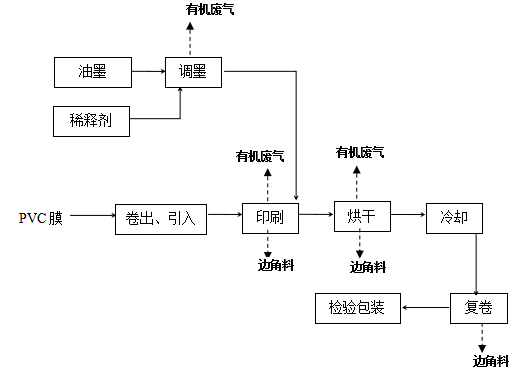 有机废气
油墨
调墨
稀释剂
有机废气
有机废气
PVC膜
卷出、引入
印刷
烘干
冷却
边角料
边角料
检验包装
复卷
边角料